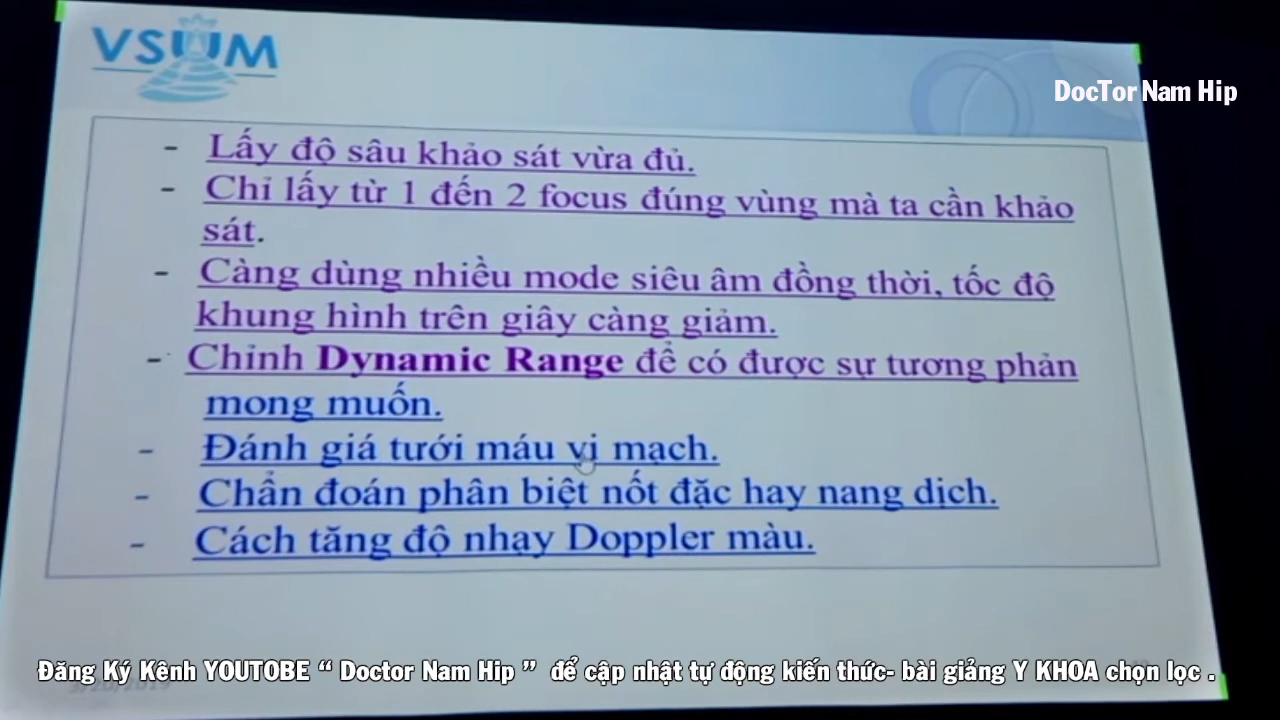 VSUM
DocTor Nam Hip
- Lấy độ sâu khảo sát vừa đủ.
- Chỉ lấy từ 1 đến 2 focus đúng vùng mà ta cần khảo
sát.
- Càng dùng nhiều mode siêu âm đồng thời, tốc độ
khung hình trên giây càng giảm.
- Chỉnh Dynamic Range để có được sự tương phản
mong muốn.
- Đánh giá tưới máu vi mạch.
- Chẩn đoán phân biệt nốt đặc hay nang dịch.
- Cách tăng độ nhạy Doppler màu.
Đăng Ký Kênh YOUTOBE “ Doctor Nam Hip ” để cập nhật tự động kiến thức- bài giảng Y KHOA chọn lọc .